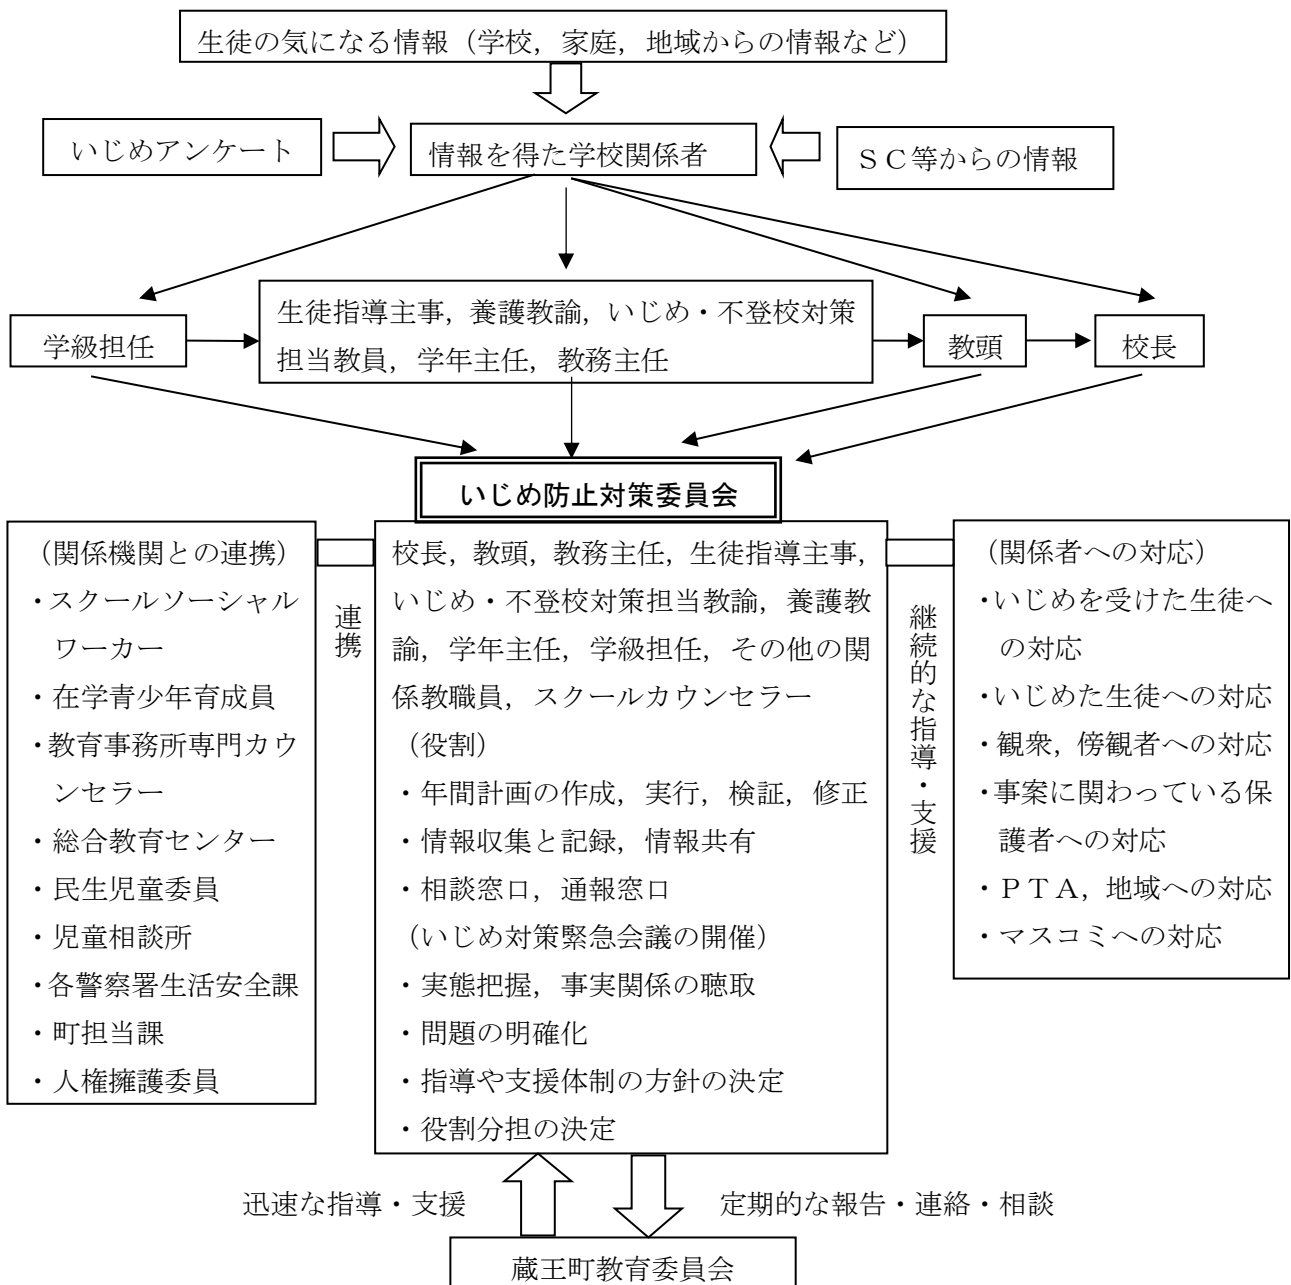 生徒の気になる情報（学校，家庭，地域からの情報など）
いじめアンケート
情報を得た学校関係者
ＳＣ等からの情報
学級担任
生徒指導主事，養護教諭，いじめ・不登校対策
担当教員，学年主任，教務主任
教頭
校長
いじめ防止対策委員会
（関係機関との連携）
・スクールソーシャル
ワーカー
・在学青少年育成員
・教育事務所専門カウ
ンセラー
・総合教育センター
・民生児童委員
・児童相談所
・各警察署生活安全課
・町担当課
・人権擁護委員
連携
校長，教頭，教務主任，生徒指導主事，
いじめ・不登校対策担当教諭，養護教
諭，学年主任，学級担任，その他の関
係教職員，スクールカウンセラー
（役割）
・年間計画の作成，実行，検証，修正
・情報収集と記録，情報共有
・相談窓口，通報窓口
（いじめ対策緊急会議の開催）
・実態把握，事実関係の聴取
・問題の明確化
・指導や支援体制の方針の決定
・役割分担の決定
継続的な指導・支援
（関係者への対応）
・いじめを受けた生徒へ
の対応
・いじめた生徒への対応
・観衆，傍観者への対応
・事案に関わっている保
護者への対応
・ＰＴＡ，地域への対応
・マスコミへの対応
迅速な指導・支援
定期的な報告・連絡・相談
蔵王町教育委員会